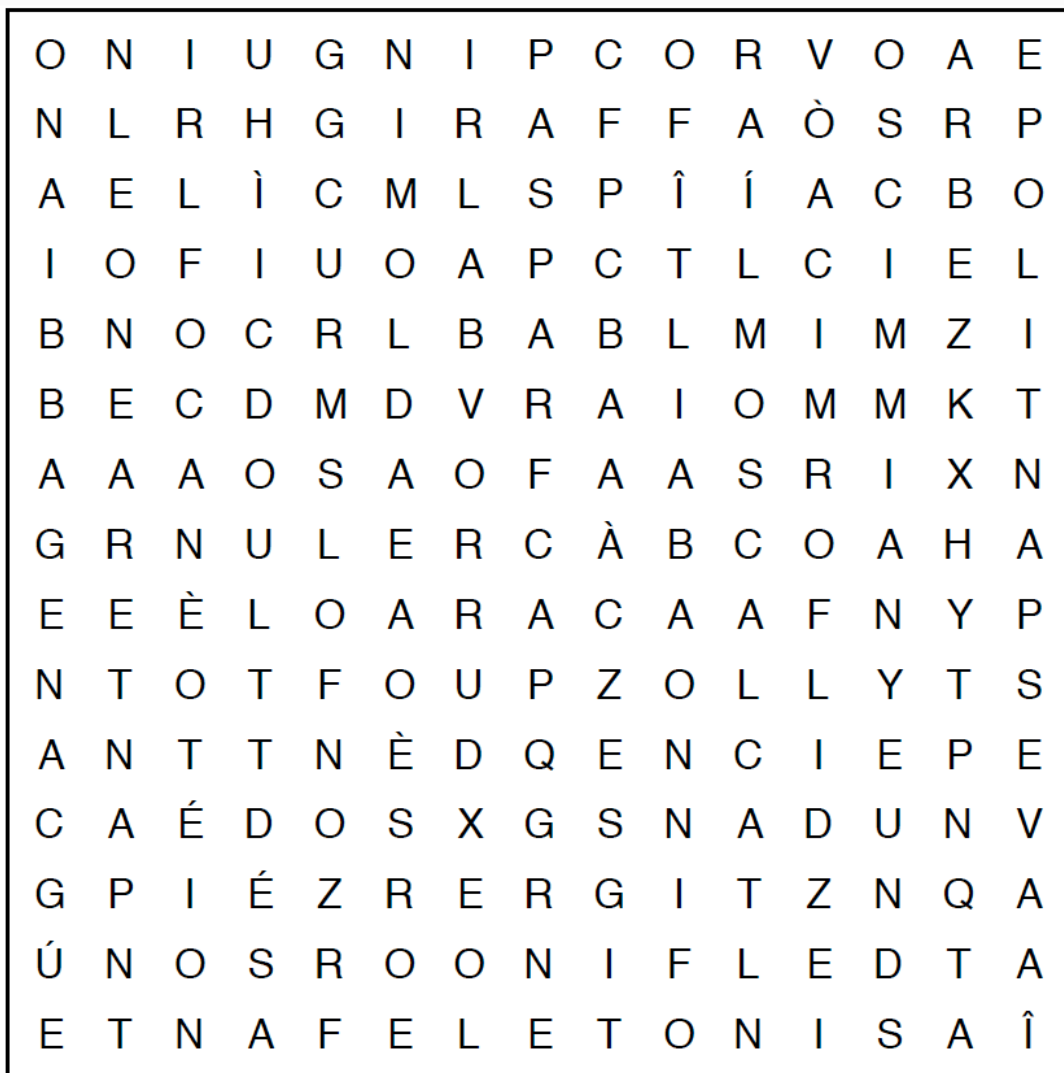 O N I U G N I P C O R V O A E
N L R H G I R A F F A Ò S R P
A E L Ì C M L S P Î Í A C B O
I O F I U O A P C T L C I E L
B N O C R L B A B L M I M Z I
B E C D M D V R A I O M M K T
A A A O S A O F A A S R I X N
G R N U L E R C À B C O A H A
E E È L O A R A C A A F N Y P
N T O T F O U P Z O L L Y T S
A N T T N È D Q E N C I E P E
C A É D O S X G S N A D U N V
G P I É Z R E R G I T Z N Q A
Ú N O S R O O N I F L E D T A
E T N A F E L E T O N I S A Î